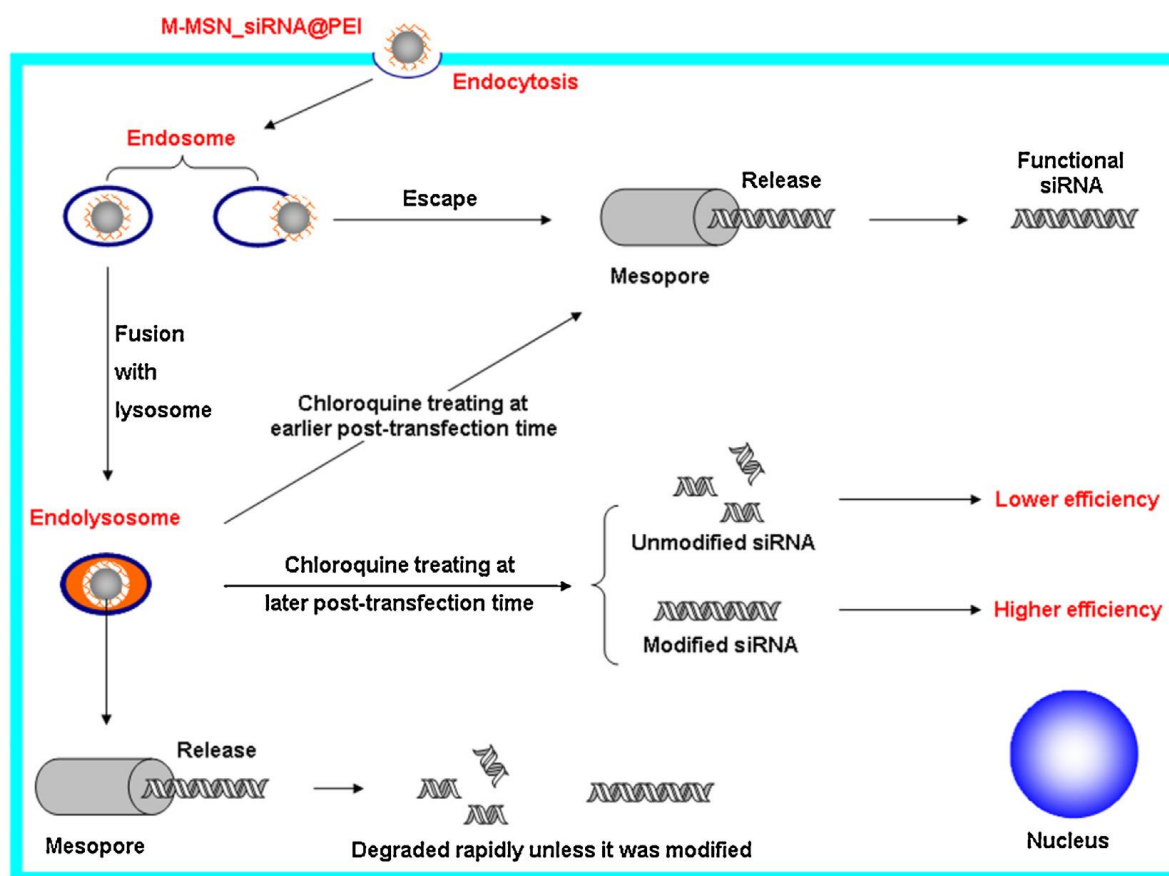 M-MSN_siRNA@PEI
Endocytosis
Endosome
Escape
Release
Mesopore
Functional
siRNA
Fusion
with
lysosome
Chloroquine treating at
earlier post-transfection time
Endolysosome
Chloroquine treating at
later post-transfection time
Unmodified siRNA
Lower efficiency
Modified siRNA
Higher efficiency
Release
Mesopore
Degraded rapidly unless it was modified
Nucleus